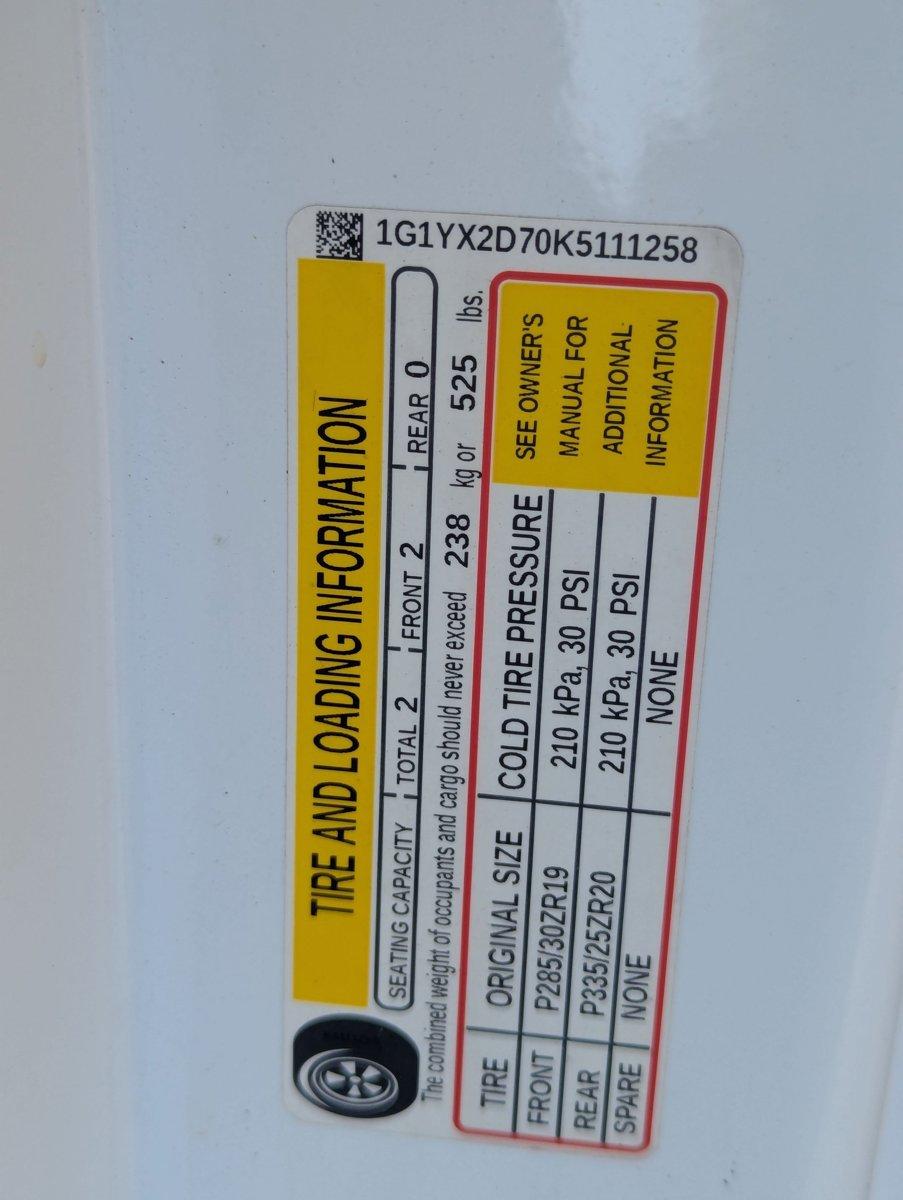 1G1YX2D70K5111258
TIRE AND LOADING INFORMATION
SEATING CAPACITY TOTAL 2 FRONT 2 REAR 0
The combined weight of occupants and cargo should never exceed 238 kg or 525 lbs.
TIRE ORIGINAL SIZE COLD TIRE PRESSURE
FRONT P285/30ZR19 210 kPa, 30 PSI
REAR P335/25ZR20 210 kPa, 30 PSI
SPARE NONE NONE
SEE OWNER'S
MANUAL FOR
ADDITIONAL
INFORMATION